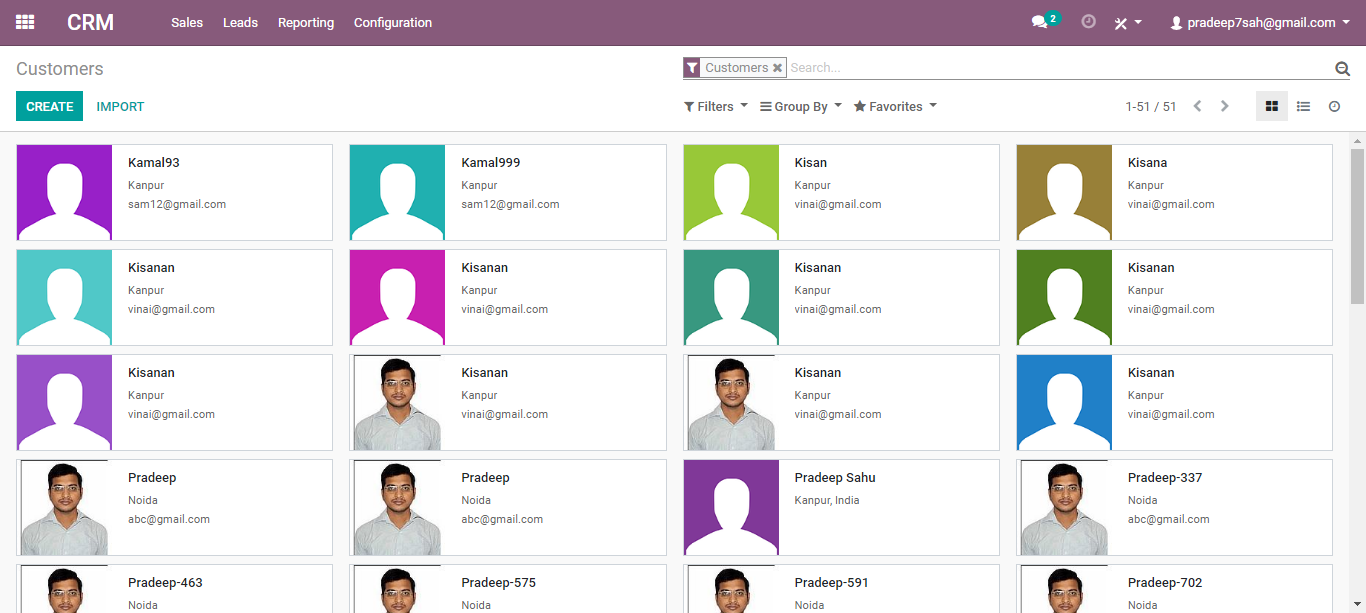 CRM Sales Leads Reporting Configuration 2 pradeep7sah@gmail.com
Customers
Customers Search...
CREATE IMPORT
Filters Group By Favorites 1-51 / 51
Kamal93
Kanpur
sam12@gmail.com
Kamal999
Kanpur
sam12@gmail.com
Kisan
Kanpur
vinai@gmail.com
Kisana
Kanpur
vinai@gmail.com
Kisanan
Kanpur
vinai@gmail.com
Kisanan
Kanpur
vinai@gmail.com
Kisanan
Kanpur
vinai@gmail.com
Kisanan
Kanpur
vinai@gmail.com
Kisanan
Kanpur
vinai@gmail.com
Kisanan
Kanpur
vinai@gmail.com
Kisanan
Kanpur
vinai@gmail.com
Kisanan
Kanpur
vinai@gmail.com
Pradeep
Noida
abc@gmail.com
Pradeep
Noida
abc@gmail.com
Pradeep Sahu
Kanpur, India
Pradeep-337
Noida
abc@gmail.com
Pradeep-463
Noida
Pradeep-575
Noida
Pradeep-591
Noida
Pradeep-702
Noida